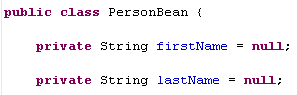 public class PersonBean {
private String firstName = null;
private String lastName = null;